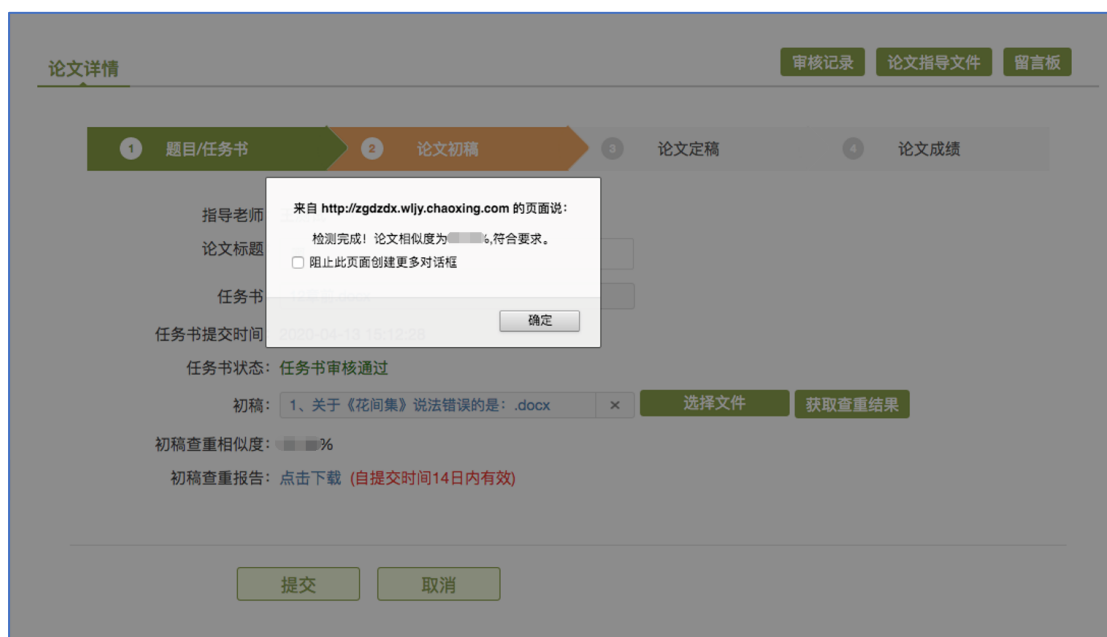 论文详情
审核记录 论文指导文件 留言板
1 题目/任务书 2 论文初稿 3 论文定稿 4 论文成绩
指导老师
来自 http://zgdzdx.wljy.chaoxing.com 的页面说：
检测完成！论文相似度为 %,符合要求。
论文标题
阻止此页面创建更多对话框
任务书
确定
任务书提交时间 2020-04-13 15:12:28
任务书状态：任务书审核通过
初稿：1、关于《花间集》说法错误的是：.docx × 选择文件 获取查重结果
初稿查重相似度： %
初稿查重报告：点击下载 (自提交时间14日内有效)
提交 取消